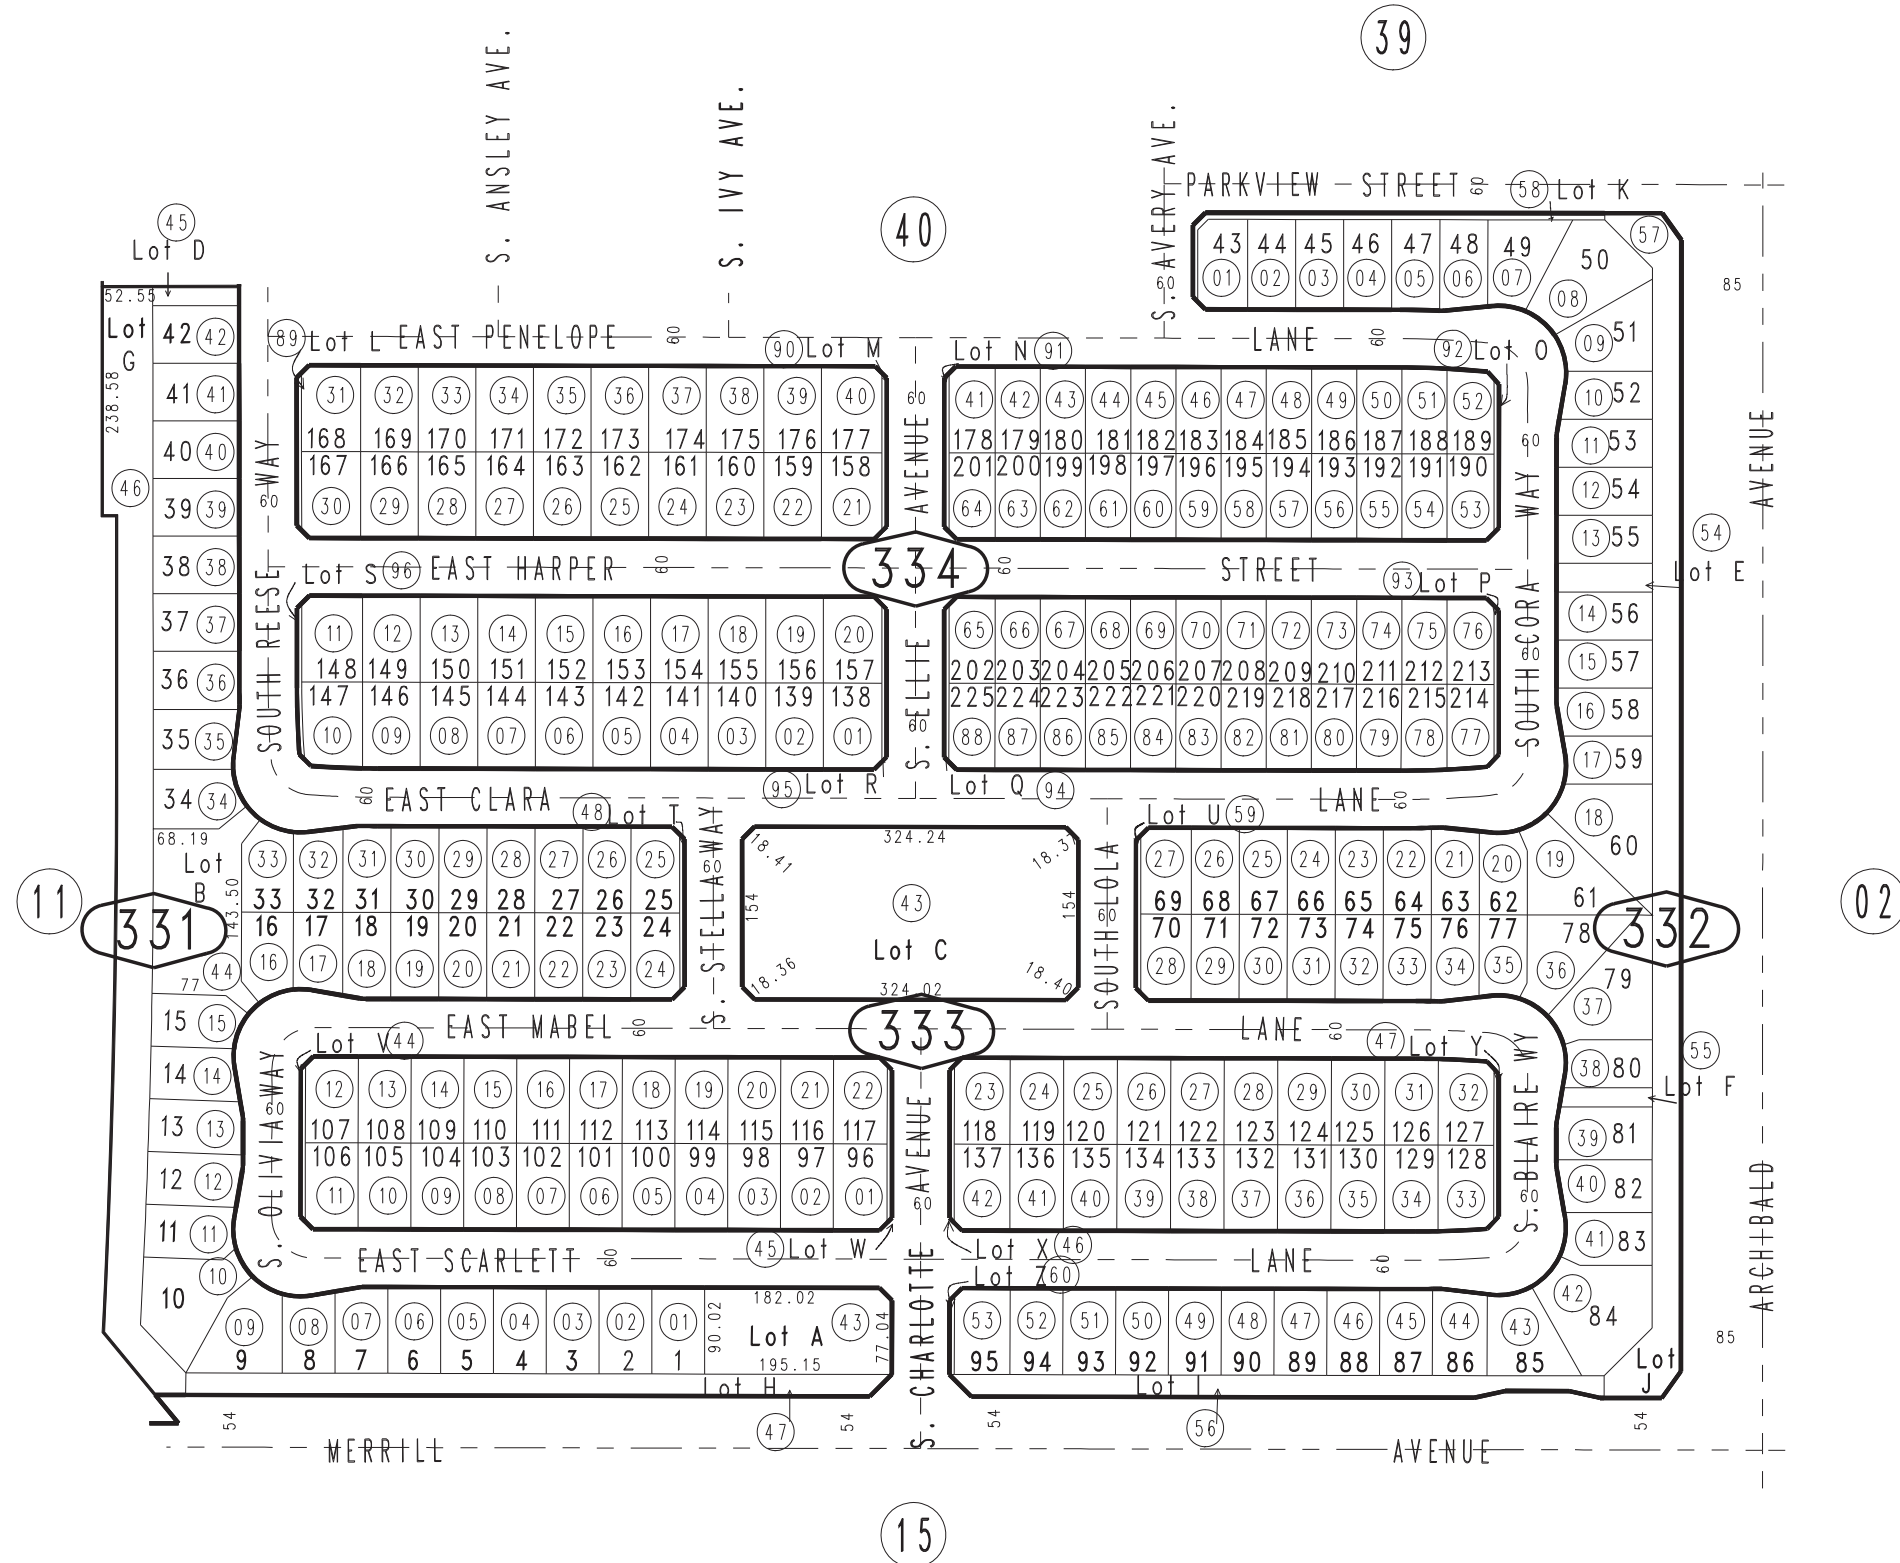 39
S. ANSLEY AVE.
S. IVY AVE.
S. AVERY AVE.
60
PARKVIEW STREET 60
58 Lot K
57
40
45
Lot D
43 44 45 46 47 48 49 50
01 02 03 04 05 06 07 08
85
52.55
Lot G
238.58
46
42 42
41 41
40 40
39 39
38 38
37 37
36 36
35 35
34 34
68.19
89 Lot L EAST PENELOPE 60 90 Lot M
Lot N 91 LANE 60 92 Lot O
31 32 33 34 35 36 37 38 39 40
168 169 170 171 172 173 174 175 176 177
167 166 165 164 163 162 161 160 159 158
30 29 28 27 26 25 24 23 22 21
41 42 43 44 45 46 47 48 49 50 51 52
178 179 180 181 182 183 184 185 186 187 188 189
201 200 199 198 197 196 195 194 193 192 191 190
64 63 62 61 60 59 58 57 56 55 54 53
SOUTH REESE WAY
60
S. ELLIE AVENUE
60
60
SOUTH CORA WAY
60
60
09 51
10 52
11 53
12 54
13 55
14 56
15 57
16 58
17 59
18 60
19 61
54
Lot E
ARCHIBALD AVENUE
Lot S 96 EAST HARPER 60
334
60 STREET 93 Lot P
11 12 13 14 15 16 17 18 19 20
148 149 150 151 152 153 154 155 156 157
147 146 145 144 143 142 141 140 139 138
10 09 08 07 06 05 04 03 02 01
65 66 67 68 69 70 71 72 73 74 75 76
202 203 204 205 206 207 208 209 210 211 212 213
225 224 223 222 221 220 219 218 217 216 215 214
88 87 86 85 84 83 82 81 80 79 78 77
60 EAST CLARA 48 Lot T
95 Lot R
Lot Q 94
LANE 60
Lot U 59
Lot B
143.50
11
331
33 32 31 30 29 28 27 26 25
33 32 31 30 29 28 27 26 25
16 17 18 19 20 21 22 23 24
16 17 18 19 20 21 22 23 24
44
77
S. STELLA WAY
60
324.24
18.41
18.37
154
154
43
Lot C
18.36
18.40
324.02
SOUTH LOLA
60
27 26 25 24 23 22 21 20
69 68 67 66 65 64 63 62
70 71 72 73 74 75 76 77
28 29 30 31 32 33 34 35
332
02
78 36
79 37
38 80
39 81
40 82
41 83
42 84
55
Lot F
15 15
14 14
13 13
12 12
11 11
10 10
EAST MABEL 60
333
LANE 60
Lot V 44
47 Lot Y
S. OLIVIA WAY
60
12 13 14 15 16 17 18 19 20 21 22
107 108 109 110 111 112 113 114 115 116 117
106 105 104 103 102 101 100 99 98 97 96
11 10 09 08 07 06 05 04 03 02 01
23 24 25 26 27 28 29 30 31 32
118 119 120 121 122 123 124 125 126 127
137 136 135 134 133 132 131 130 129 128
42 41 40 39 38 37 36 35 34 33
S. CHARLOTTE AVENUE
60
S. BLAIRE WY
60
EAST SCARLETT 60
45 Lot W
Lot X 46
Lot Z 60
LANE 60
09 08 07 06 05 04 03 02 01
9 8 7 6 5 4 3 2 1
182.02
90.02
Lot A
43
77.04
195.15
53 52 51 50 49 48 47 46 45 44 43
95 94 93 92 91 90 89 88 87 86 85
85
Lot J
Lot H
47
Lot I
56
54
54
54
54
MERRILL AVENUE
15